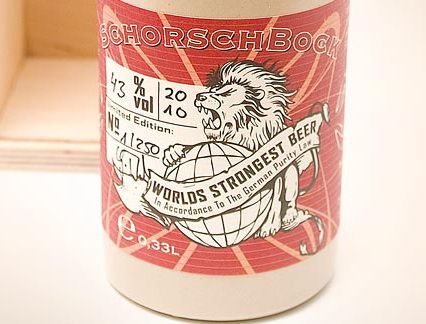 SCHORSCHBOCK
43 % vol 20 10
Limited Edition:
No 1/250
WORLDS STRONGEST BEER
In Accordance To The German Purity Law
e 0,33L